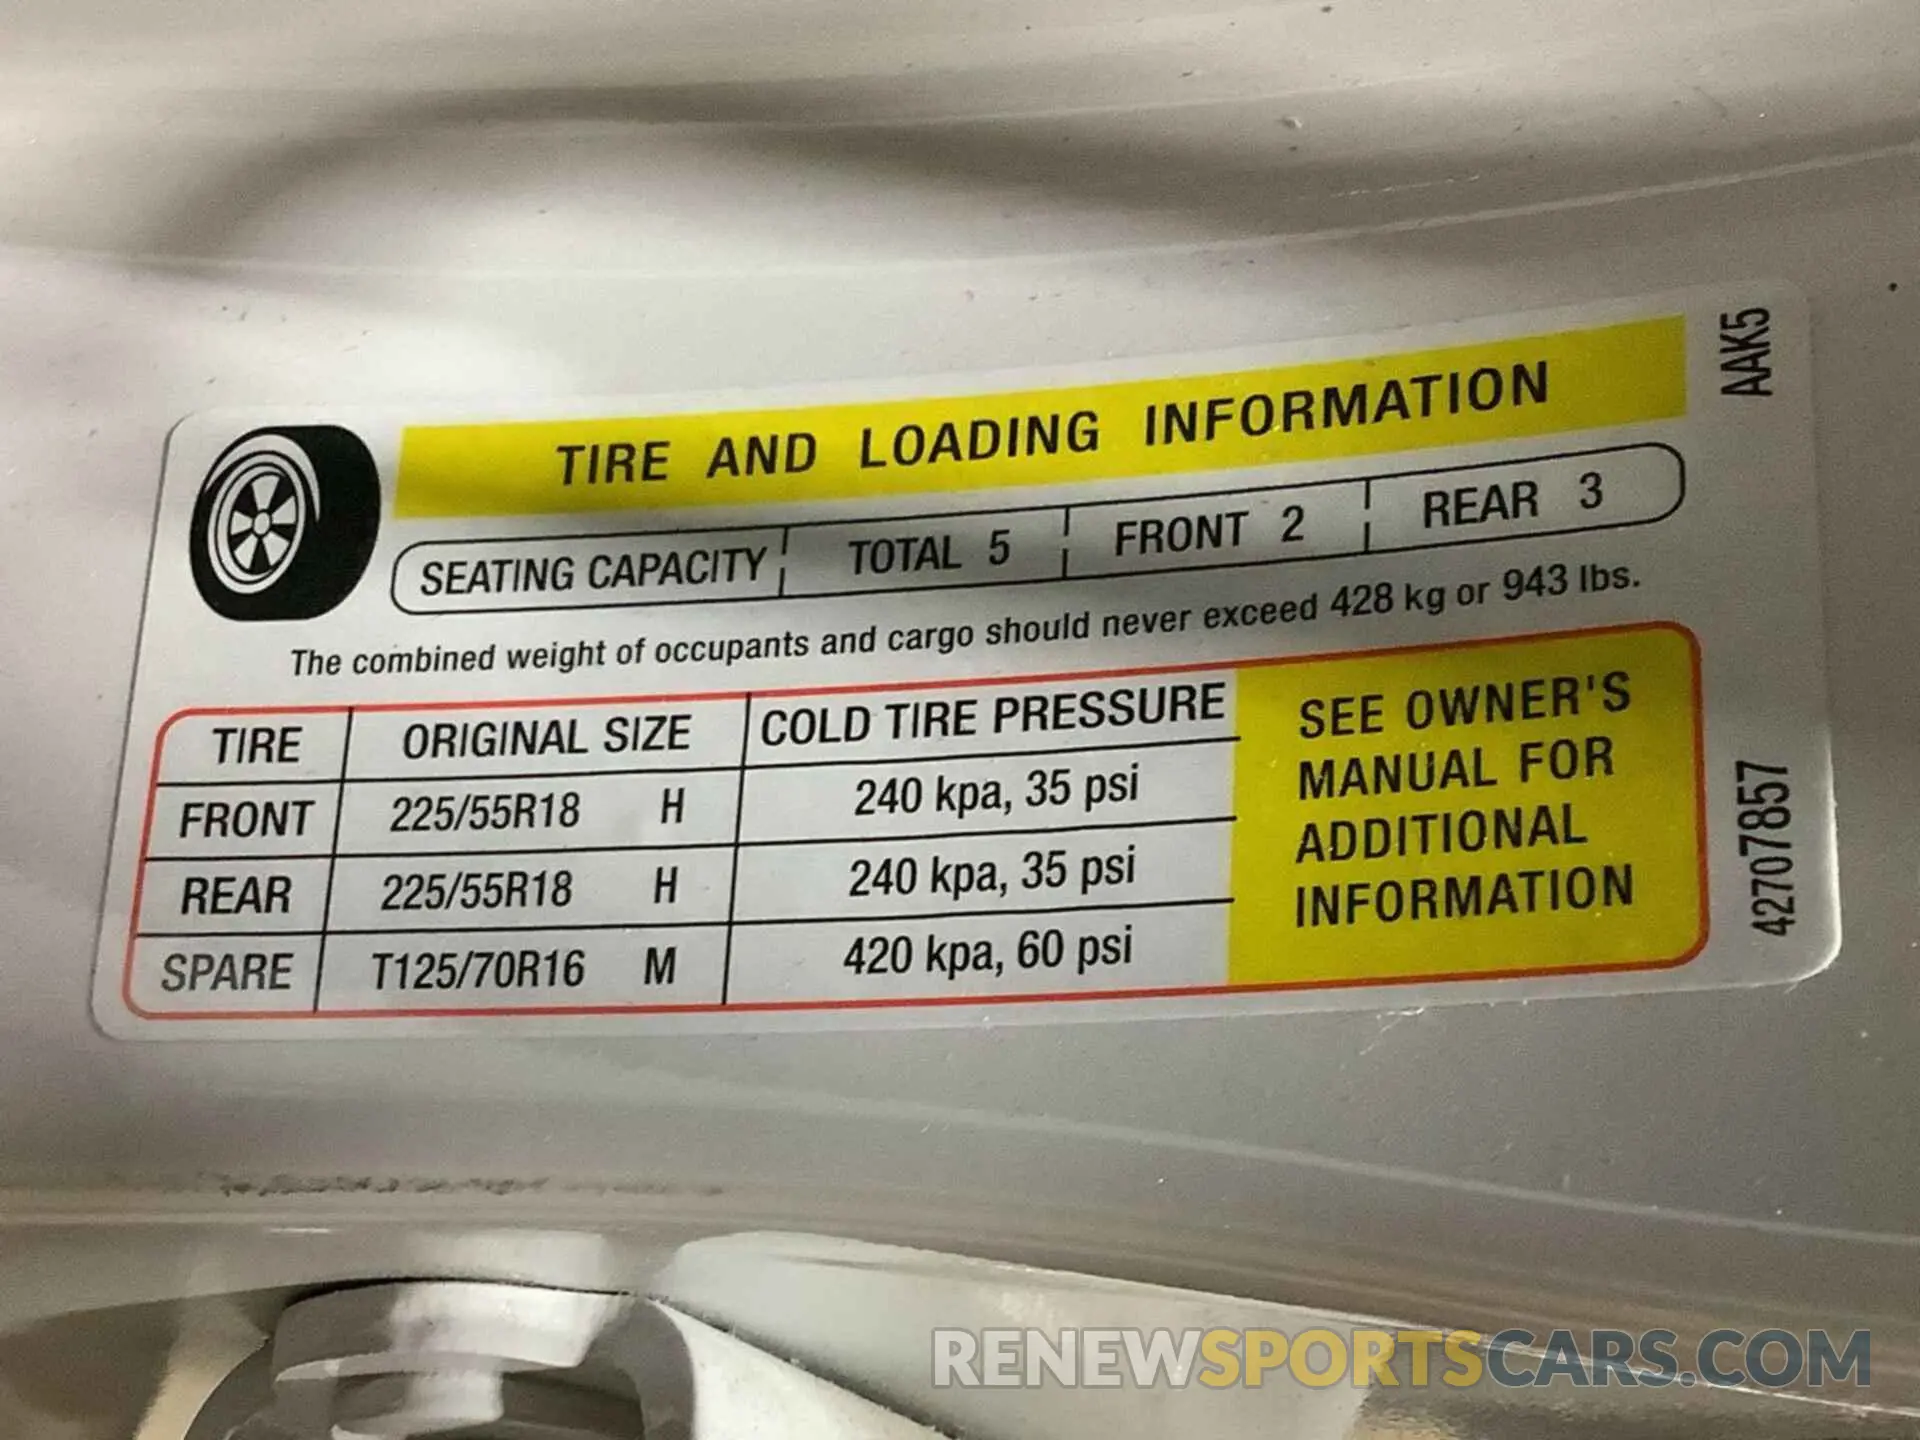 TIRE AND LOADING INFORMATION
AAK5
SEATING CAPACITY TOTAL 5 FRONT 2 REAR 3
The combined weight of occupants and cargo should never exceed 428 kg or 943 lbs.
TIRE ORIGINAL SIZE COLD TIRE PRESSURE
FRONT 225/55R18 H 240 kpa, 35 psi
REAR 225/55R18 H 240 kpa, 35 psi
SPARE T125/70R16 M 420 kpa, 60 psi
SEE OWNER'S
MANUAL FOR
ADDITIONAL
INFORMATION
42707857
RENEWSPORTSCARS.COM